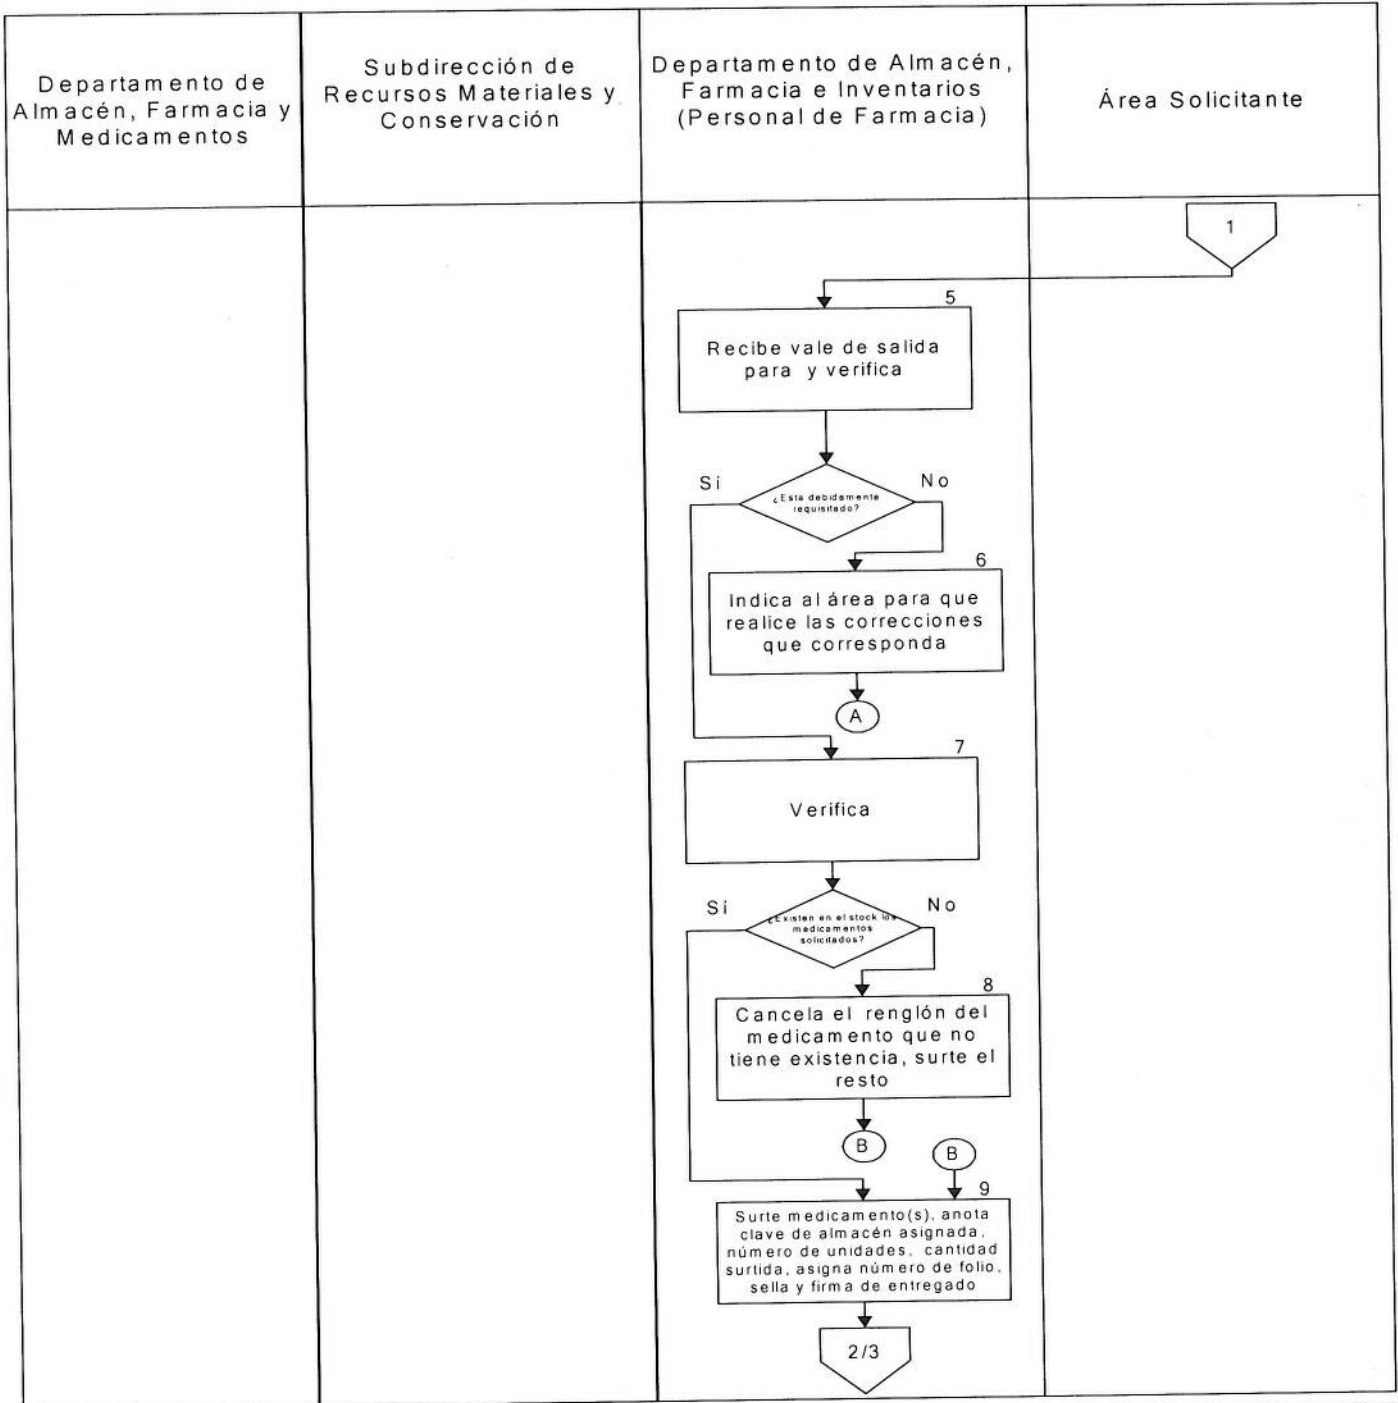 Departamento de
Almacén, Farmacia y
Medicamentos
Subdirección de
Recursos Materiales y
Conservación
Departamento de Almacén,
Farmacia e Inventarios
(Personal de Farmacia)
Área Solicitante
1
5
Recibe vale de salida
para y verifica
Sí
No
¿Esta debidamente
requisitado?
6
Indica al área para que
realice las correcciones
que corresponda
A
7
Verifica
Sí
No
¿Existen en el stock los
medicamentos
solicitados?
8
Cancela el renglón del
medicamento que no
tiene existencia, surte el
resto
B
B
9
Surte medicamento(s), anota
clave de almacén asignada,
número de unidades, cantidad
surtida, asigna número de folio,
sella y firma de entregado
2/3